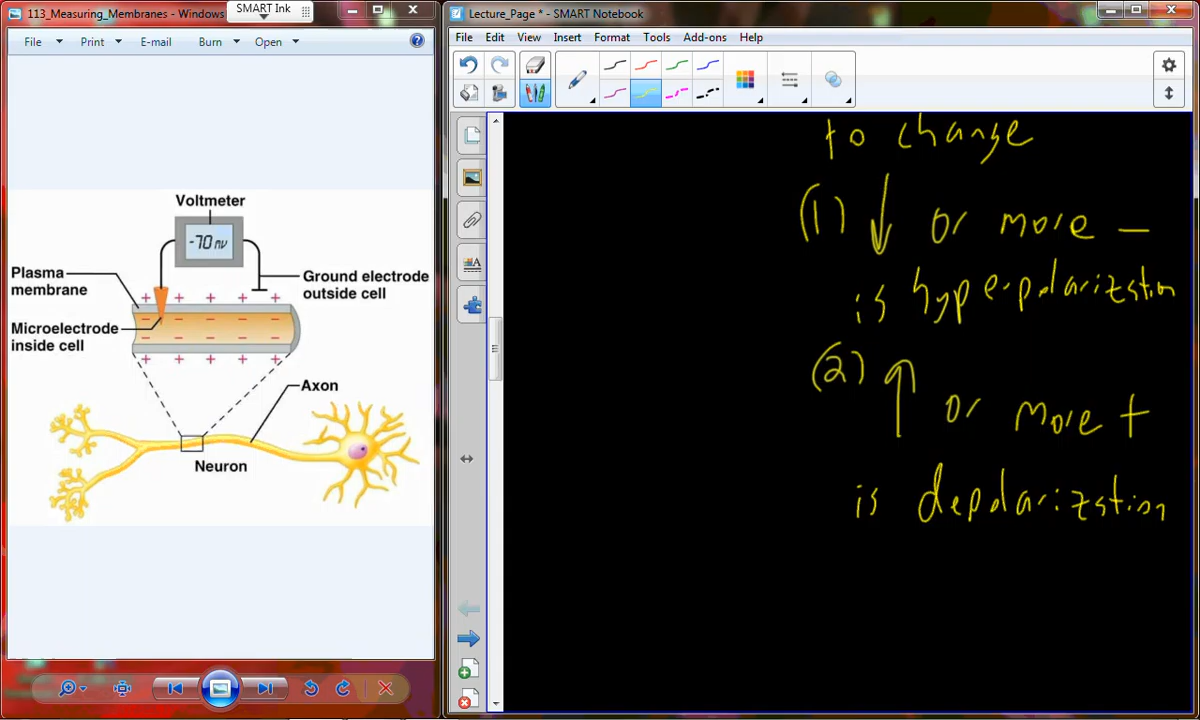 113_Measuring_Membranes - Windows
SMART Ink
File Print E-mail Burn Open
Voltmeter
-70 mv
Plasma
membrane
Ground electrode
outside cell
Microelectrode
inside cell
Axon
Neuron
Lecture_Page * - SMART Notebook
File Edit View Insert Format Tools Add-ons Help
to change
(1) ↓ or more −
is hyperpolarization
(2) ↑ or more +
is depolarization